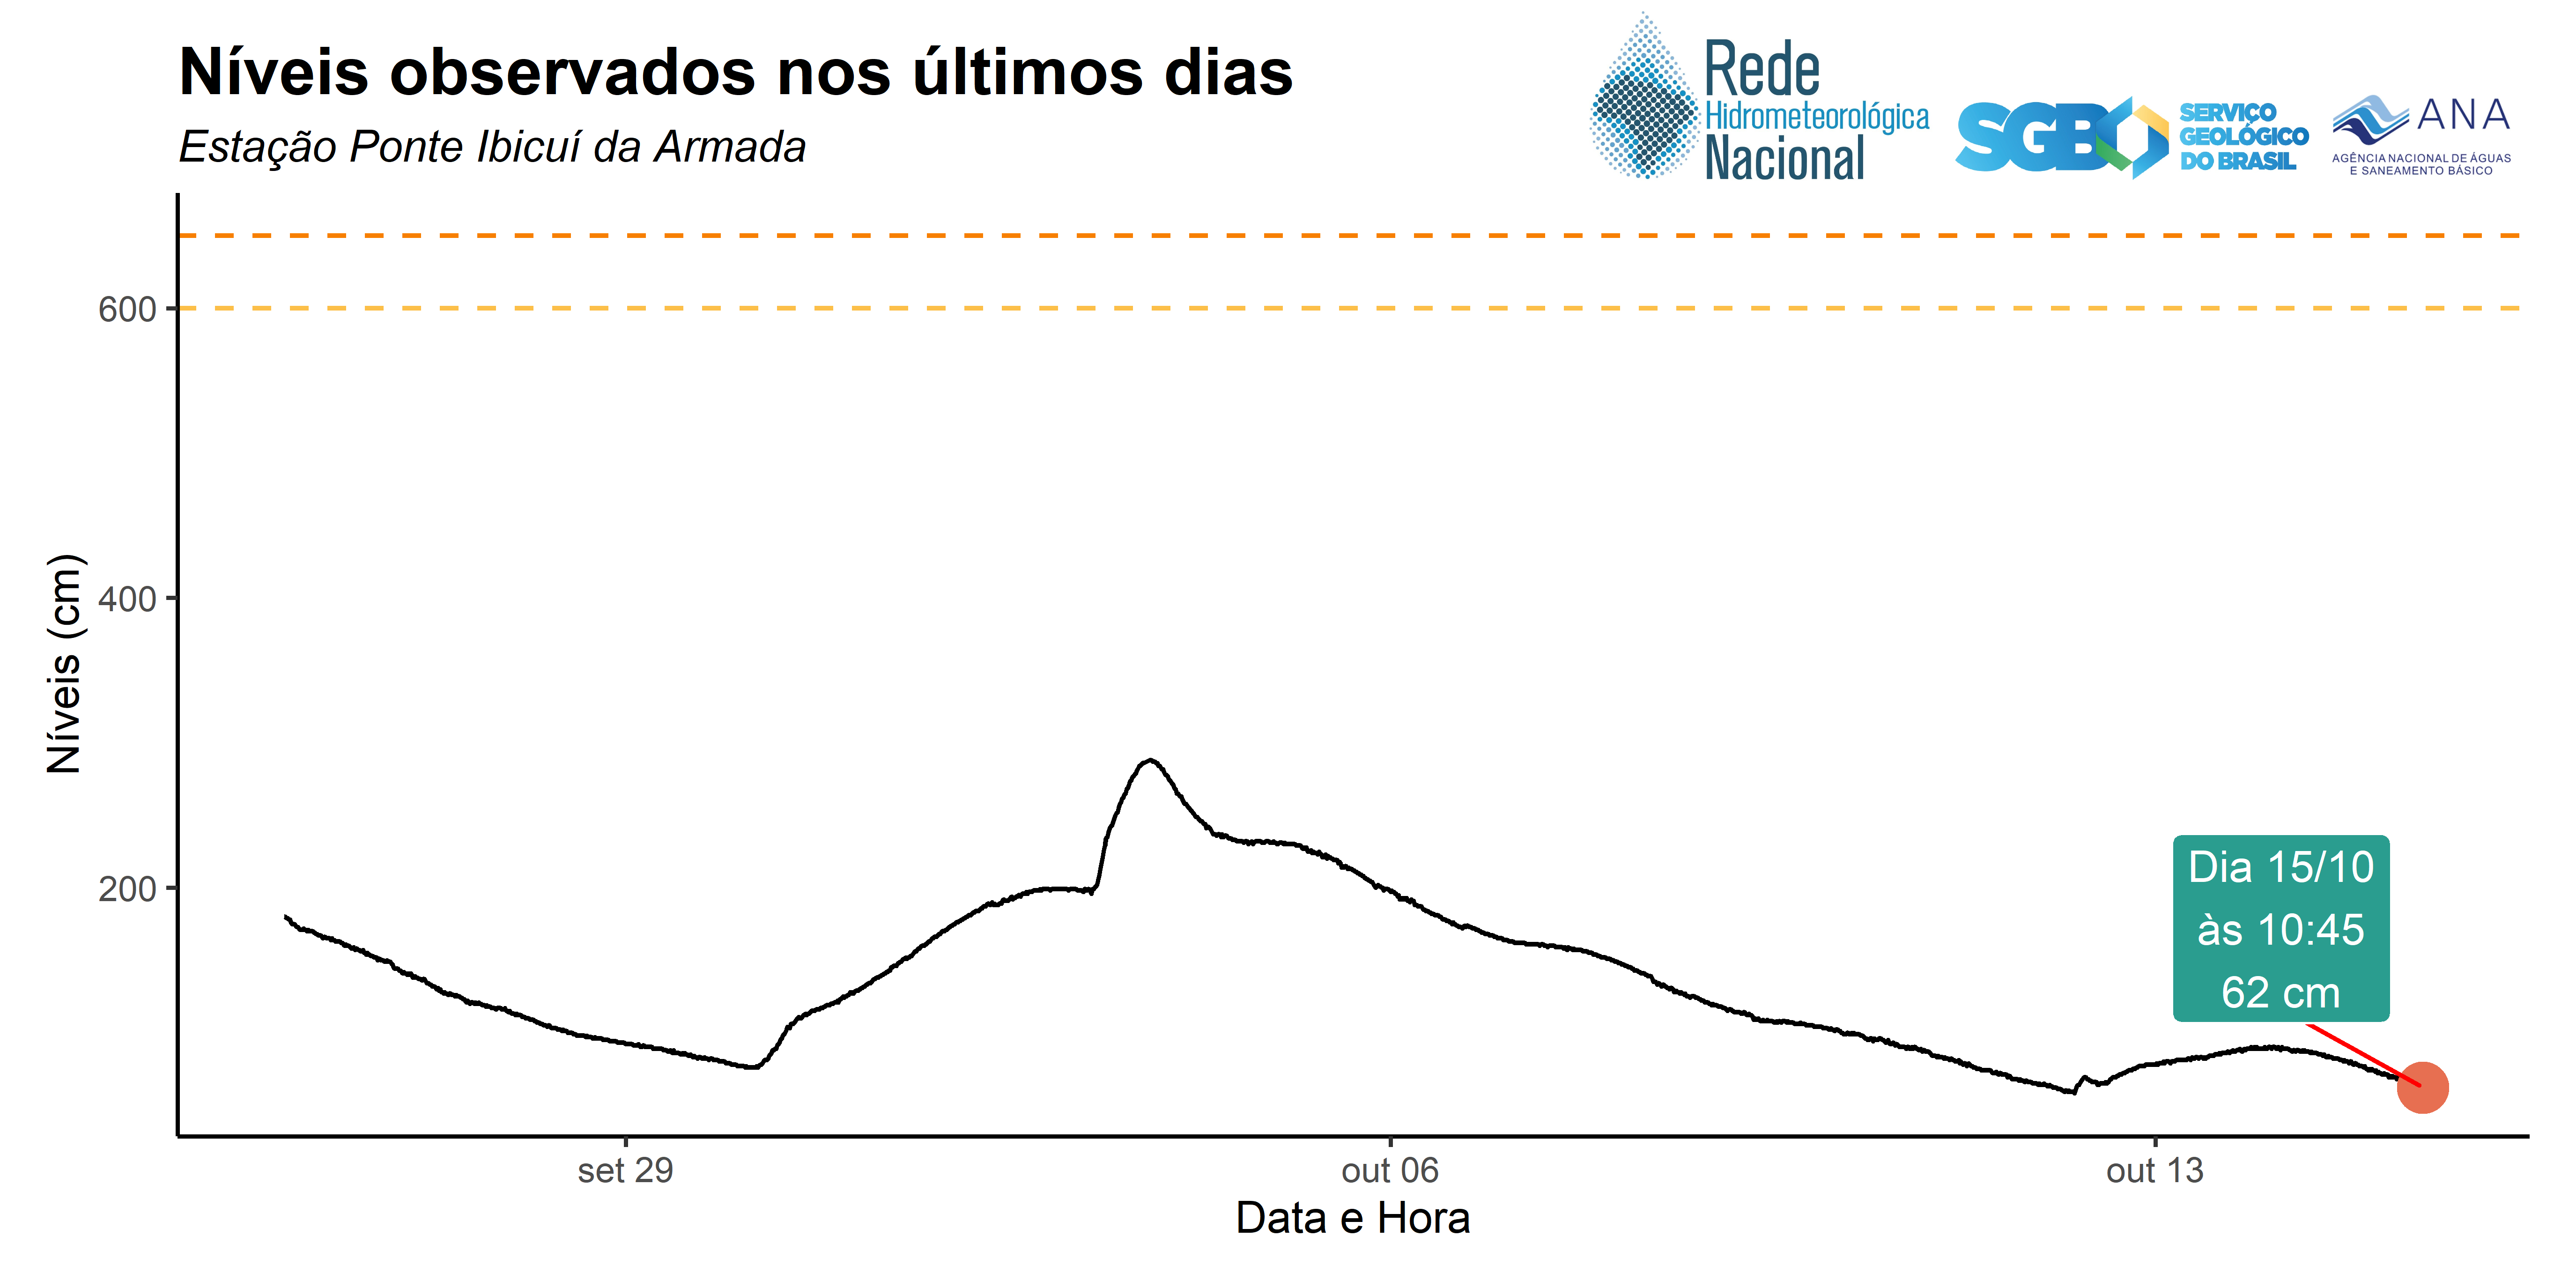 Níveis observados nos últimos dias
Estação Ponte Ibicuí da Armada
Rede
Hidrometeorológica
Nacional
SGB
SERVIÇO
GEOLÓGICO
DO BRASIL
ANA
AGÊNCIA NACIONAL DE ÁGUAS
E SANEAMENTO BÁSICO
Níveis (cm)
600
400
200
Dia 15/10
às 10:45
62 cm
set 29
out 06
out 13
Data e Hora